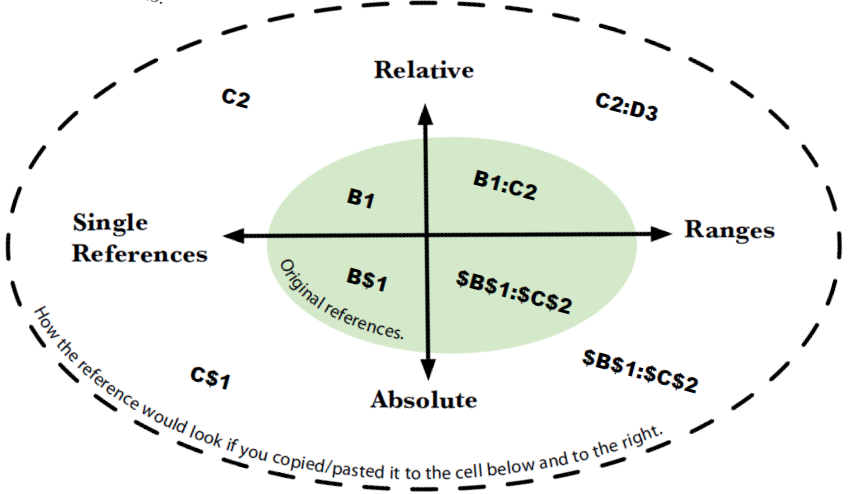 Relative
C2
C2:D3
B1
B1:C2
Single
References
Ranges
B$1
$B$1:$C$2
Original references.
C$1
$B$1:$C$2
Absolute
How the reference would look if you copied/pasted it to the cell below and to the right.